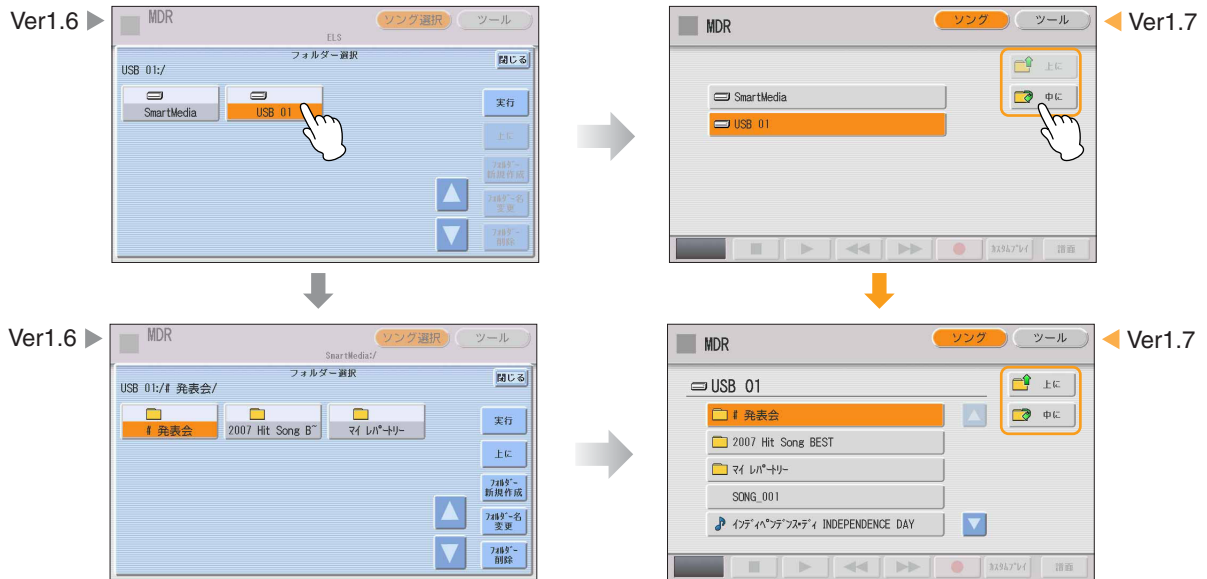 Ver1.6
MDR
ソング選択
ツール
ELS
フォルダー選択
閉じる
USB 01:/
SmartMedia
USB 01
実行
上に
フォルダー
新規作成
フォルダー名
変更
フォルダー
削除
Ver1.7
MDR
ソング
ツール
上に
中に
SmartMedia
USB 01
カスタムプレイ
譜面
Ver1.6
MDR
ソング選択
ツール
SmartMedia:/
フォルダー選択
閉じる
USB 01:/# 発表会/
# 発表会
2007 Hit Song B~
マイ レパートリー
実行
上に
フォルダー
新規作成
フォルダー名
変更
フォルダー
削除
Ver1.7
MDR
ソング
ツール
USB 01
上に
中に
# 発表会
2007 Hit Song BEST
マイ レパートリー
SONG_001
インディペンデンス・ディ INDEPENDENCE DAY
カスタムプレイ
譜面